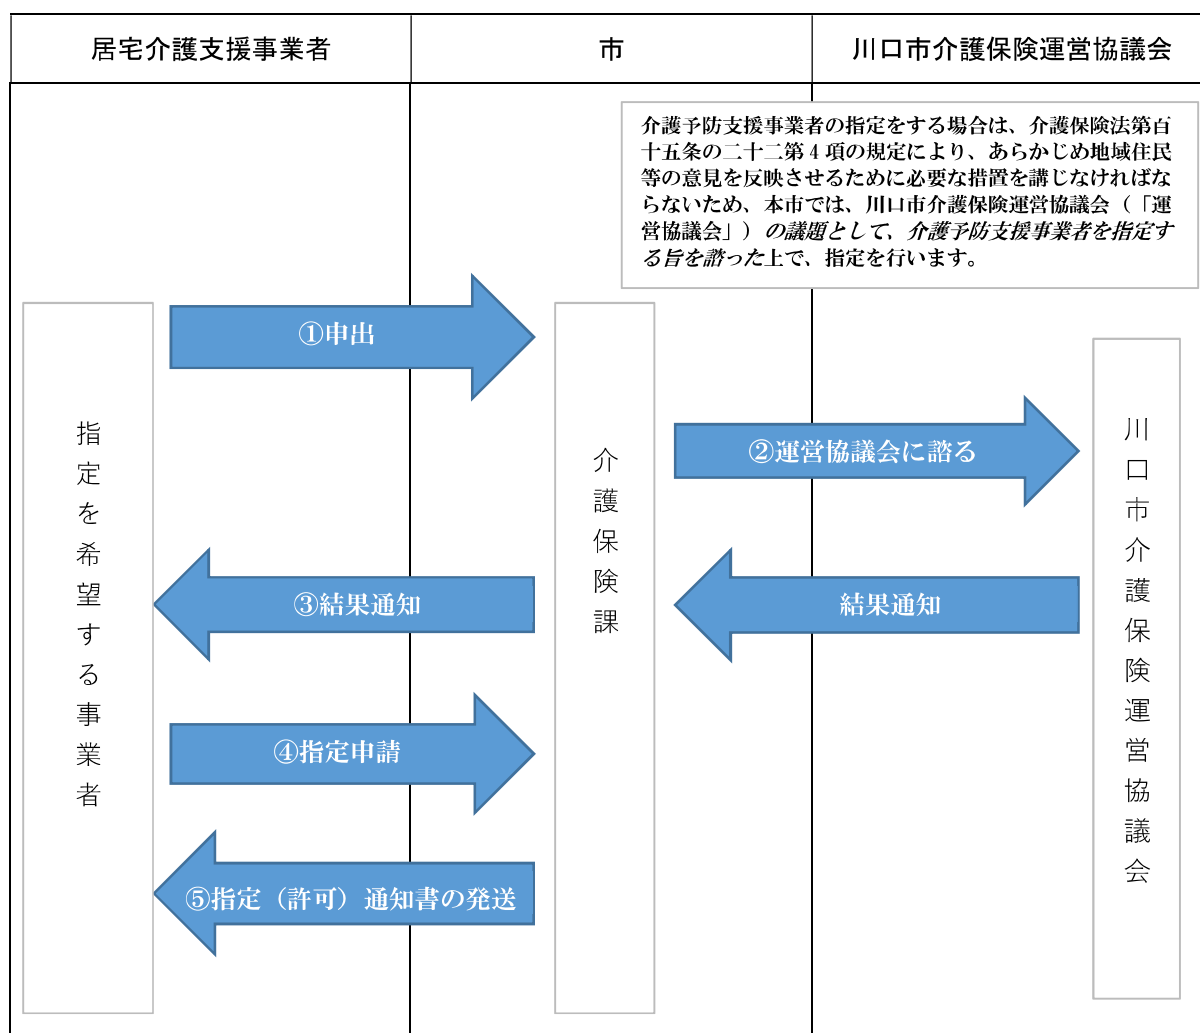 居宅介護支援事業者
市
川口市介護保険運営協議会
介護予防支援事業者の指定をする場合は、介護保険法第百
十五条の二十二第4項の規定により、あらかじめ地域住民
等の意見を反映させるために必要な措置を講じなければな
らないため、本市では、川口市介護保険運営協議会（「運
営協議会」）の議題として、介護予防支援事業者を指定す
る旨を諮った上で、指定を行います。
指定を希望する事業者
①申出
介護保険課
②運営協議会に諮る
川口市介護保険運営協議会
③結果通知
結果通知
④指定申請
⑤指定（許可）通知書の発送